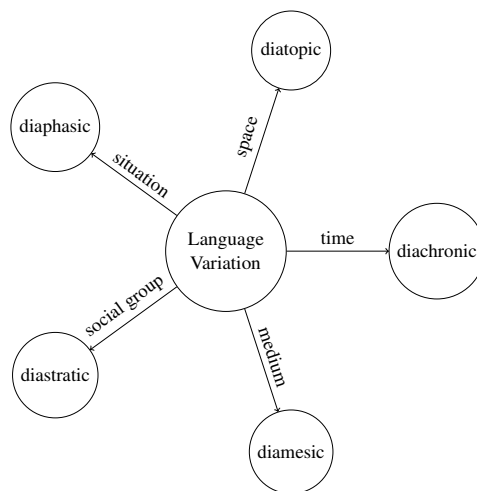 diatopic
diaphasic
space
situation
Language
Variation
time
diachronic
social group
medium
diastratic
diamesic